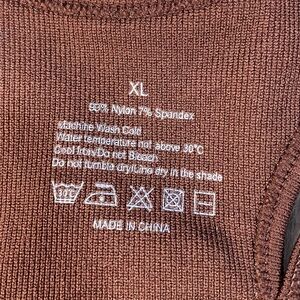 XL
93% Nylon 7% Spandex
Machine Wash Cold
Water temperature not above 30°C
Cool Iron/Do not Bleach
Do not tumble dry/Line dry in the shade
MADE IN CHINA